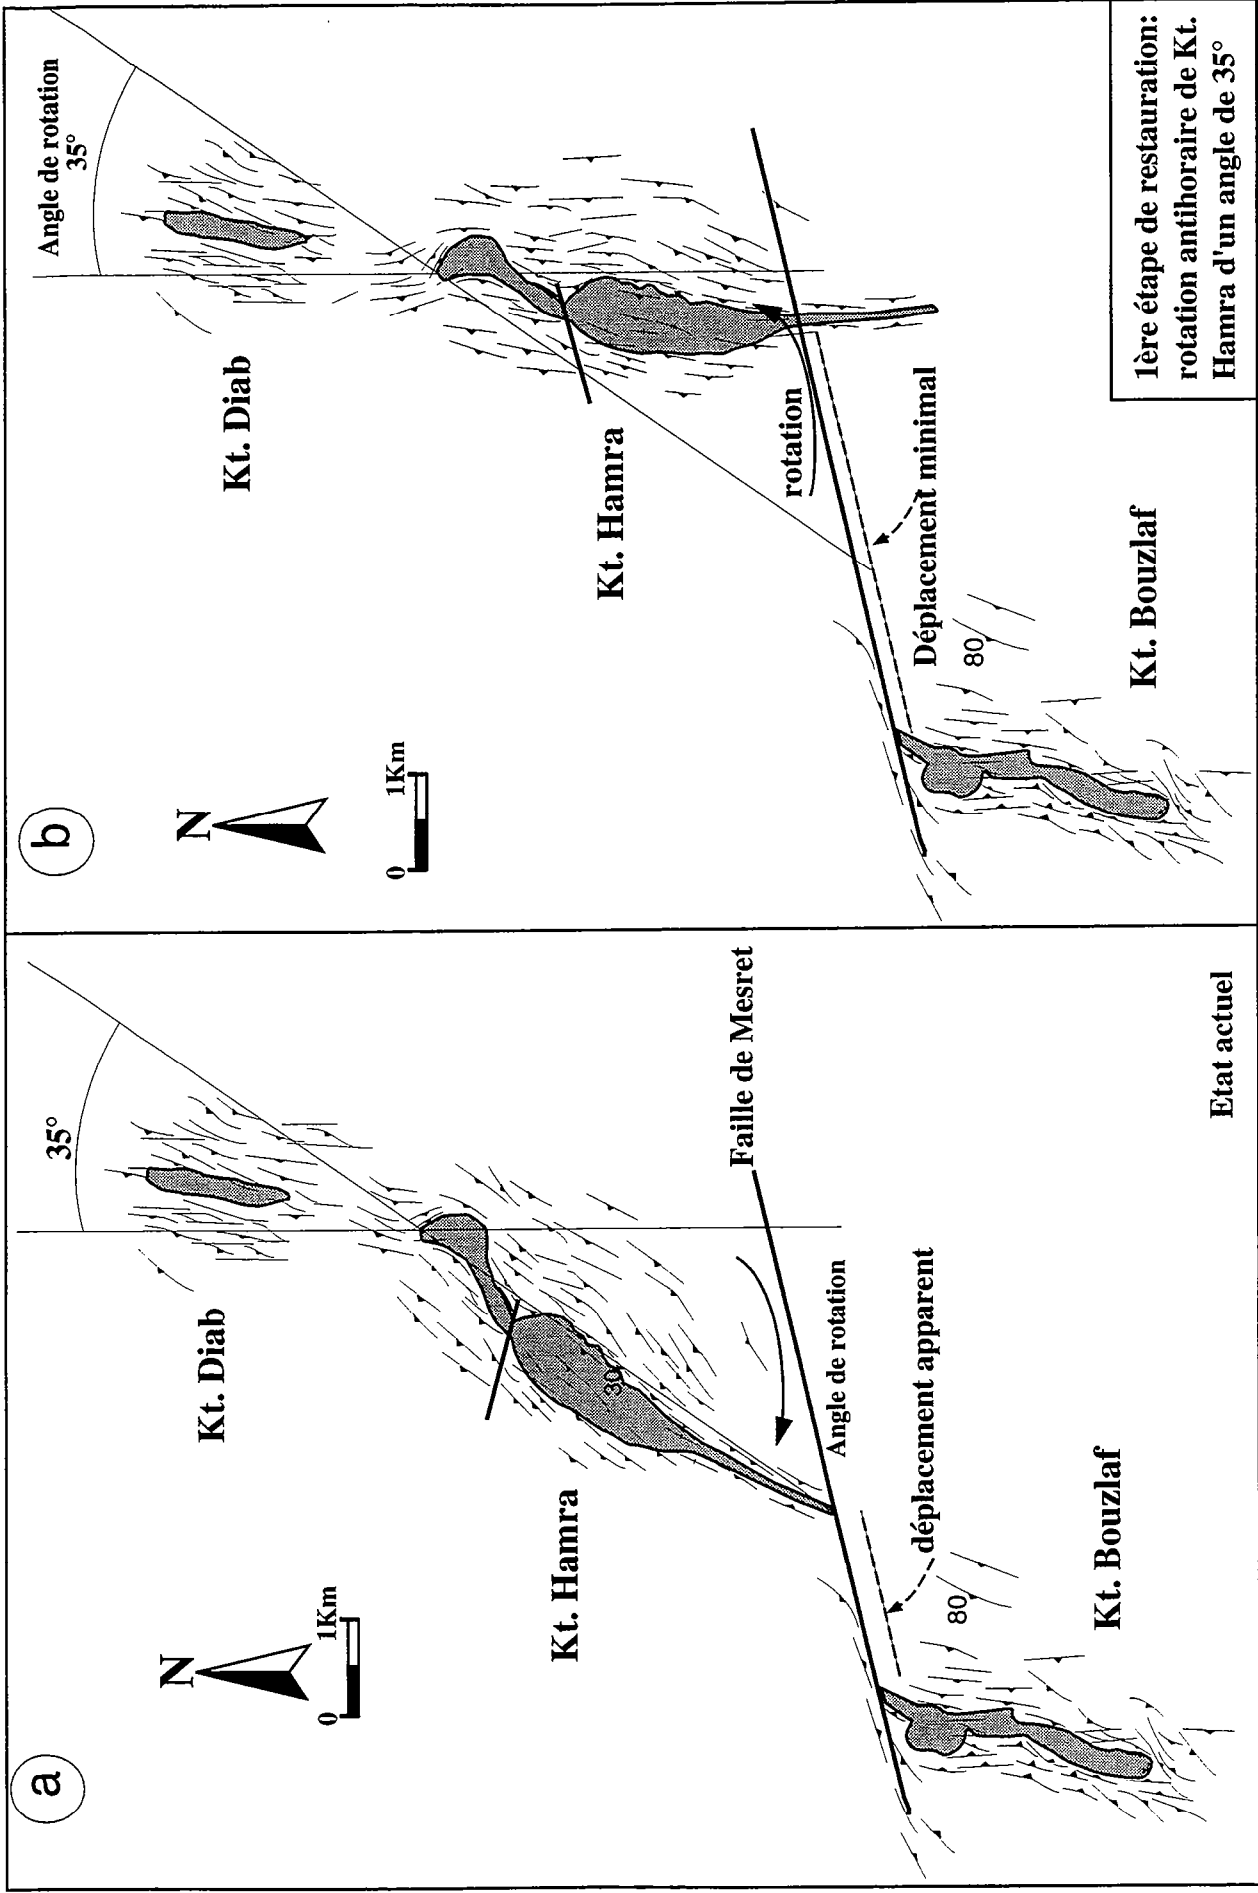 a
N
0
1Km
35°
Kt. Diab
Kt. Hamra
30
Faille de Mesret
Angle de rotation
déplacement apparent
80
Kt. Bouzlaf
Etat actuel
b
N
0
1Km
Angle de rotation
35°
Kt. Diab
Kt. Hamra
rotation
Déplacement minimal
80
Kt. Bouzlaf
1ère étape de restauration:
rotation antihoraire de Kt.
Hamra d'un angle de 35°